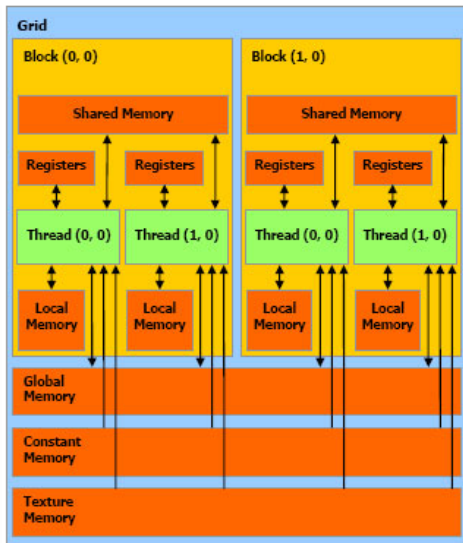 Grid
Block (0, 0)
Shared Memory
Registers
Registers
Thread (0, 0)
Thread (1, 0)
Local
Memory
Local
Memory
Block (1, 0)
Shared Memory
Registers
Registers
Thread (0, 0)
Thread (1, 0)
Local
Memory
Local
Memory
Global
Memory
Constant
Memory
Texture
Memory